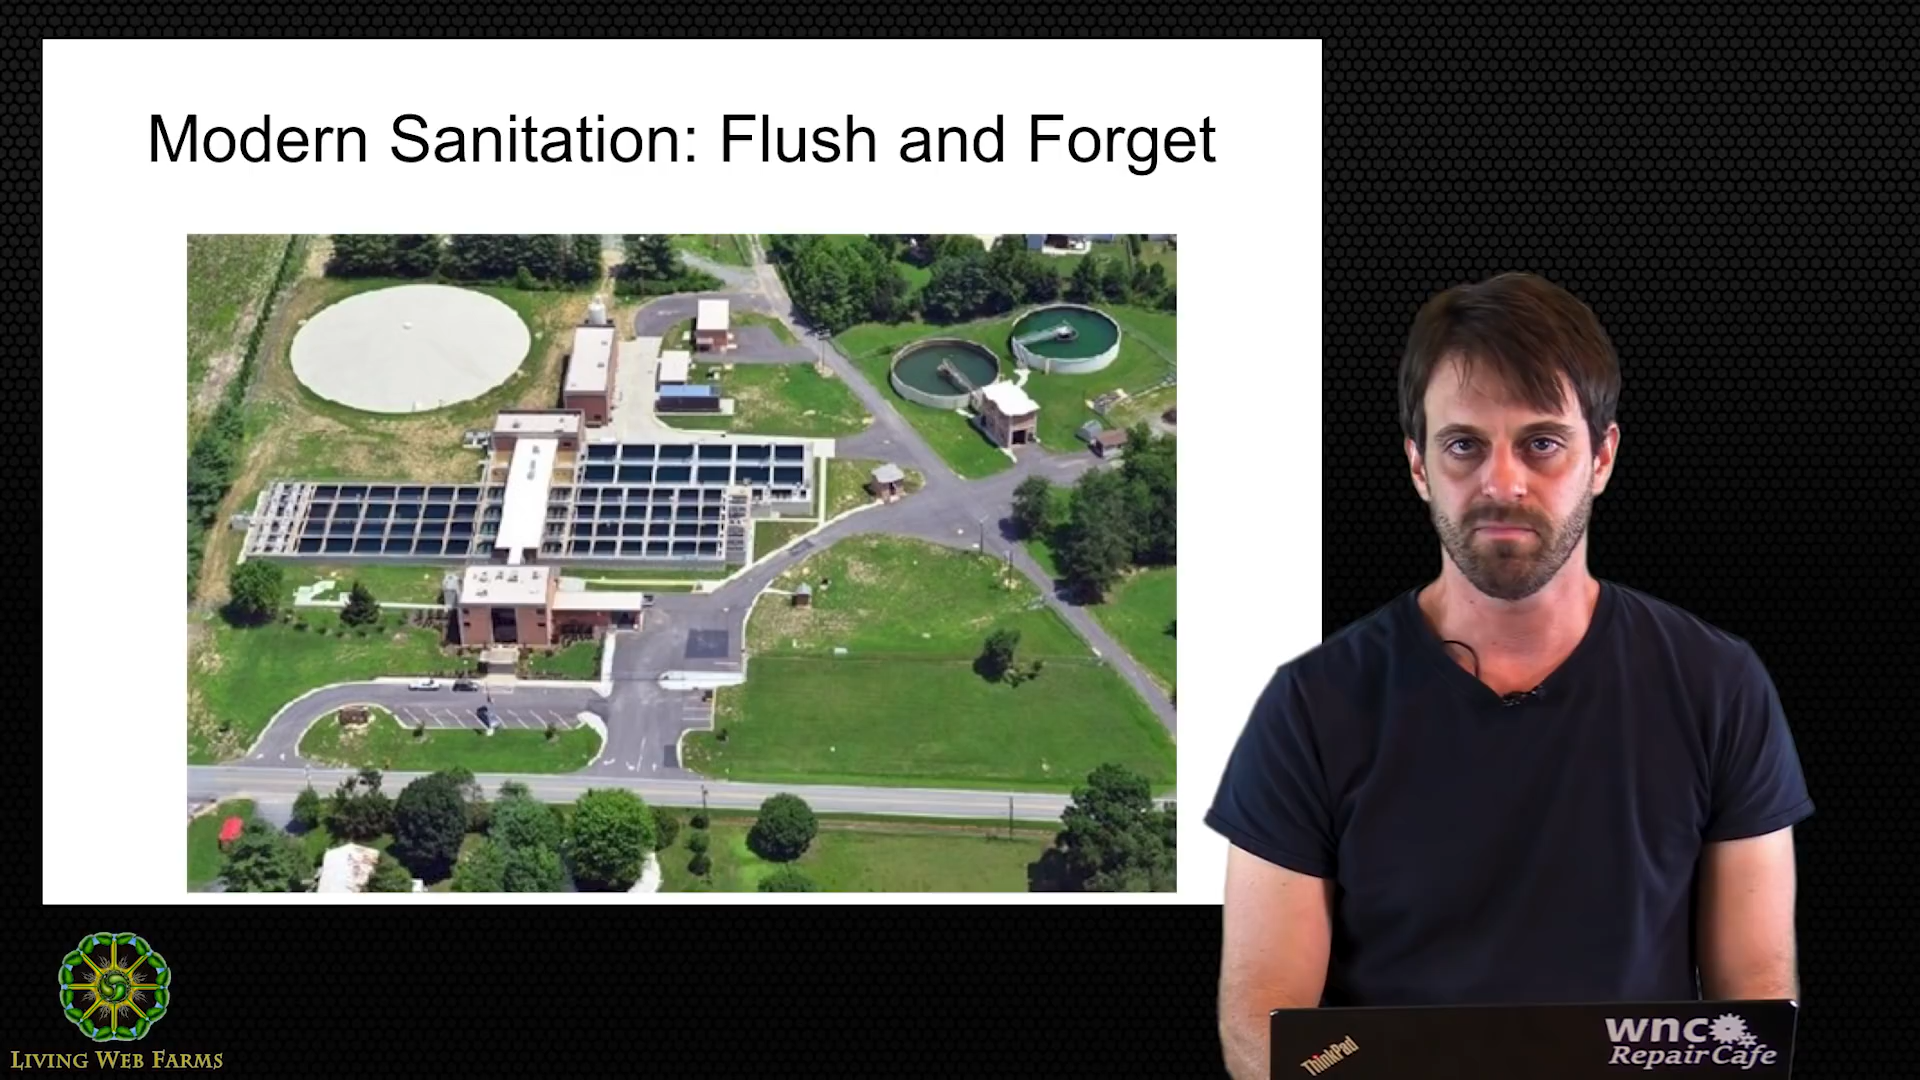 Modern Sanitation: Flush and Forget
LIVING WEB FARMS
ThinkPad
wnc
Repair Cafe